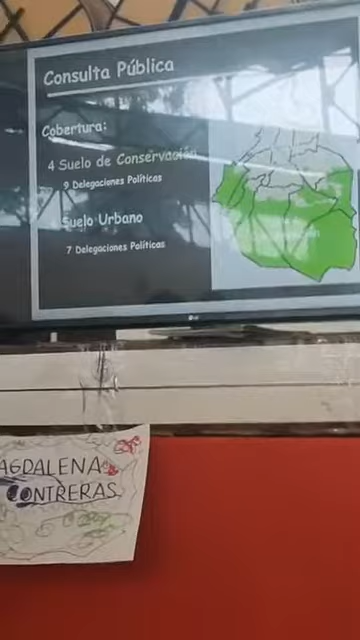 Consulta Pública
Cobertura:
4 Suelo de Conservación
9 Delegaciones Políticas
Suelo Urbano
7 Delegaciones Políticas
LG
AGDALENA
CONTRERAS